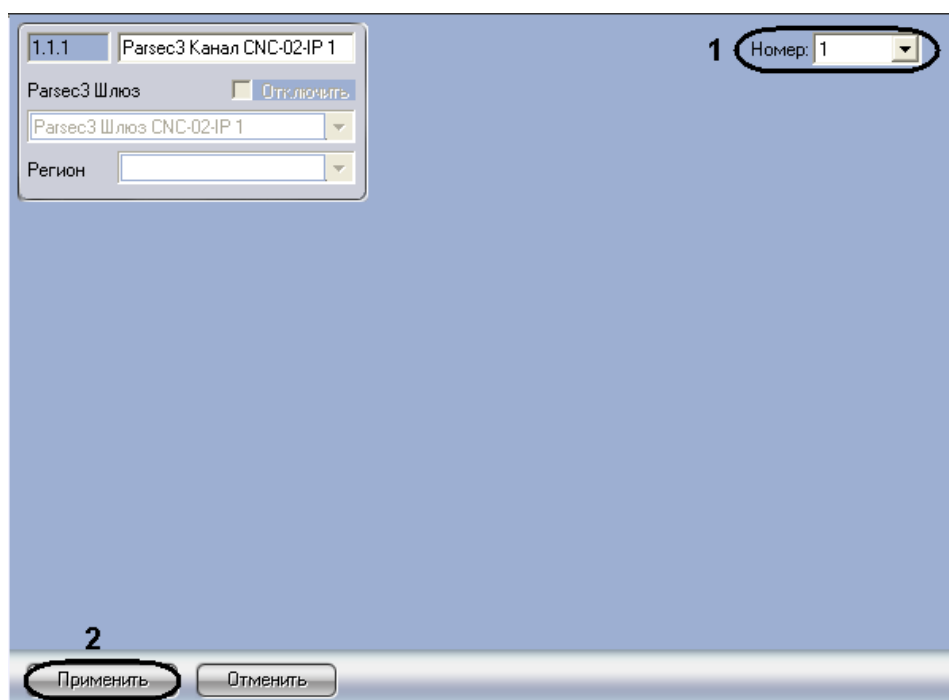 1.1.1 Parsec3 Канал CNC-02-IP 1
1 Номер: 1
Parsec3 Шлюз Отключить
Parsec3 Шлюз CNC-02-IP 1
Регион
2
Применить Отменить